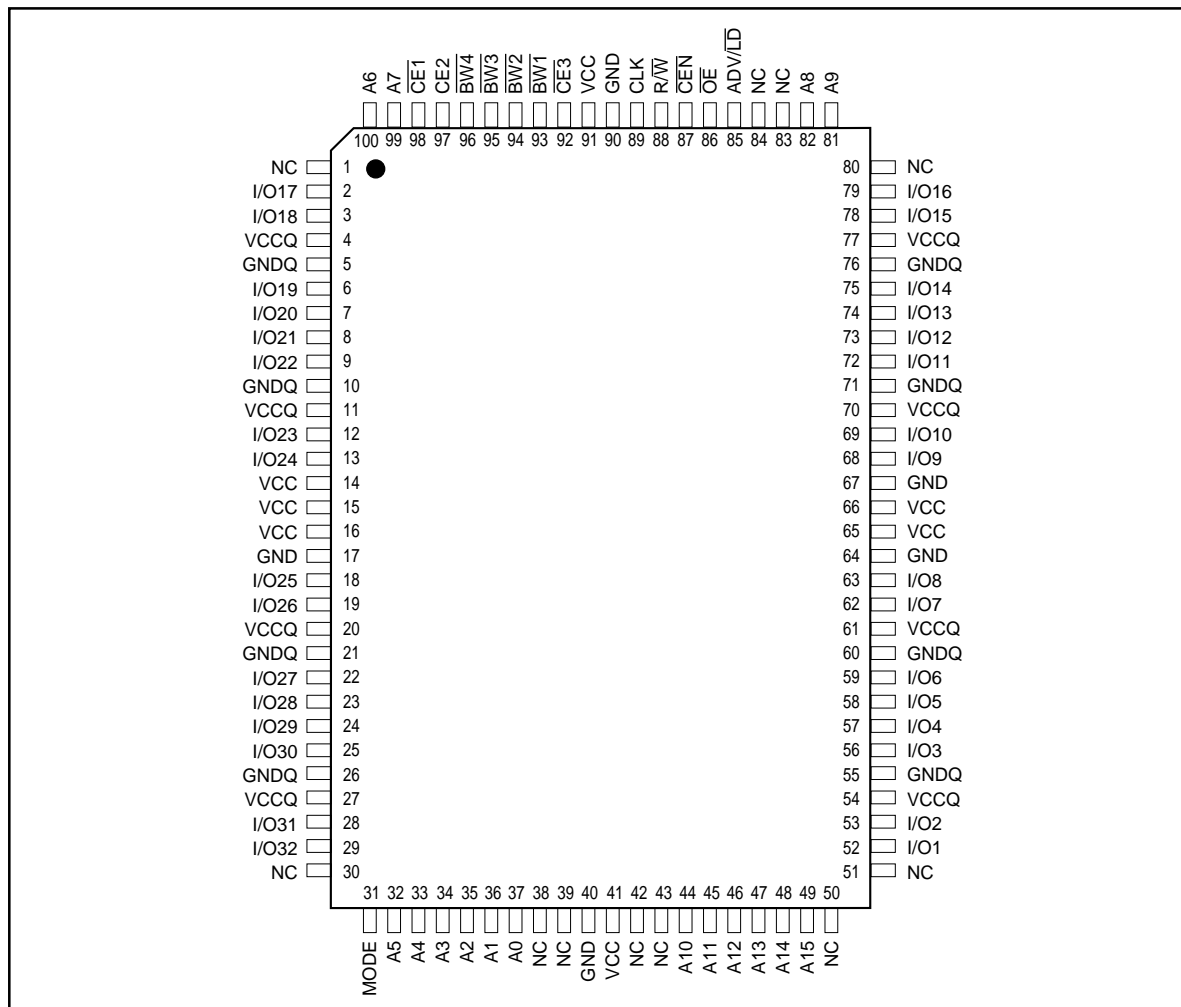 A6 A7 C̅E̅1̅ CE2 B̅W̅4̅ B̅W̅3̅ B̅W̅2̅ B̅W̅1̅ C̅E̅3̅ VCC GND CLK R/W̅ C̅E̅N̅ O̅E̅ ADV/L̅D̅ NC NC A8 A9
100 99 98 97 96 95 94 93 92 91 90 89 88 87 86 85 84 83 82 81
NC 1 80 NC
I/O17 2 79 I/O16
I/O18 3 78 I/O15
VCCQ 4 77 VCCQ
GNDQ 5 76 GNDQ
I/O19 6 75 I/O14
I/O20 7 74 I/O13
I/O21 8 73 I/O12
I/O22 9 72 I/O11
GNDQ 10 71 GNDQ
VCCQ 11 70 VCCQ
I/O23 12 69 I/O10
I/O24 13 68 I/O9
VCC 14 67 GND
VCC 15 66 VCC
VCC 16 65 VCC
GND 17 64 GND
I/O25 18 63 I/O8
I/O26 19 62 I/O7
VCCQ 20 61 VCCQ
GNDQ 21 60 GNDQ
I/O27 22 59 I/O6
I/O28 23 58 I/O5
I/O29 24 57 I/O4
I/O30 25 56 I/O3
GNDQ 26 55 GNDQ
VCCQ 27 54 VCCQ
I/O31 28 53 I/O2
I/O32 29 52 I/O1
NC 30 51 NC
31 32 33 34 35 36 37 38 39 40 41 42 43 44 45 46 47 48 49 50
MODE A5 A4 A3 A2 A1 A0 NC NC GND VCC NC NC A10 A11 A12 A13 A14 A15 NC